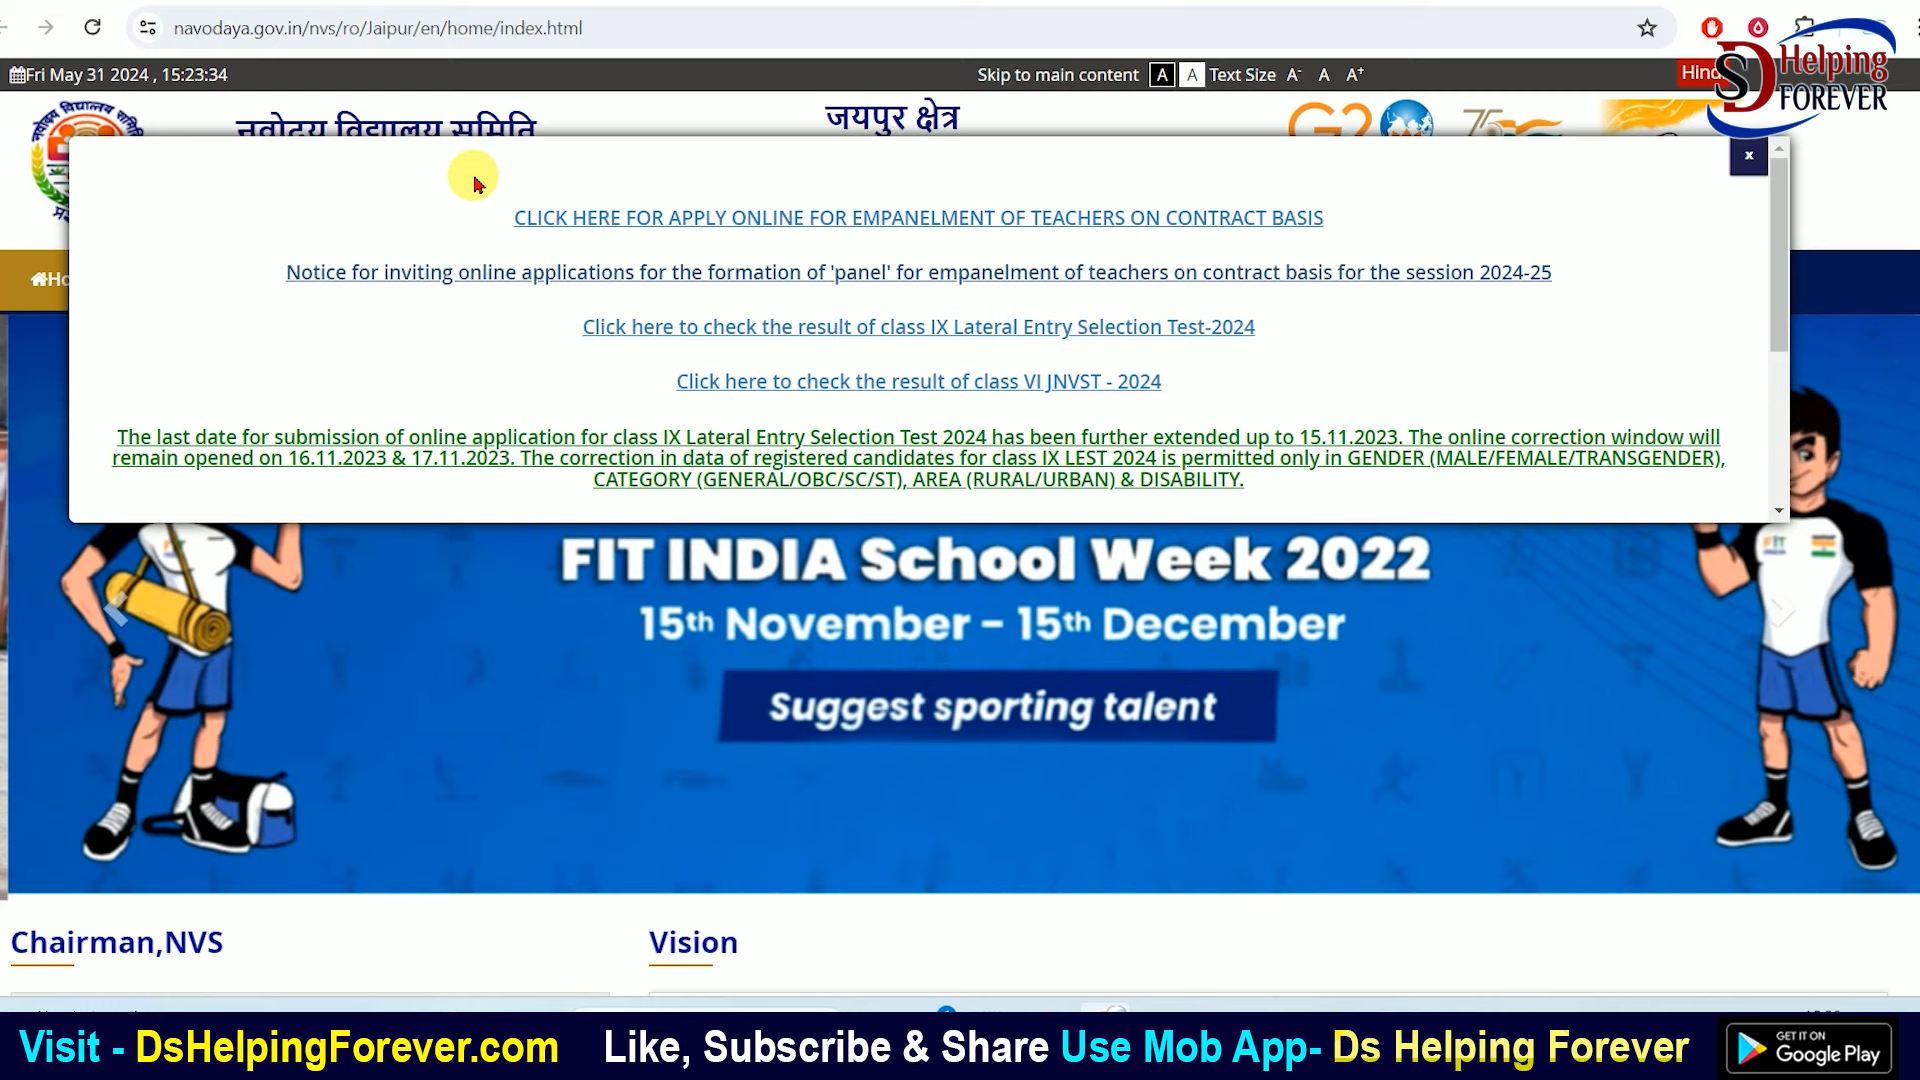 navodaya.gov.in/nvs/ro/Jaipur/en/home/index.html
Fri May 31 2024 , 15:23:34
Skip to main content A A Text Size A- A A+
Helping
SD
FOREVER
नवोदय विद्यालय समिति
जयपुर क्षेत्र
x
CLICK HERE FOR APPLY ONLINE FOR EMPANELMENT OF TEACHERS ON CONTRACT BASIS
Notice for inviting online applications for the formation of 'panel' for empanelment of teachers on contract basis for the session 2024-25
Click here to check the result of class IX Lateral Entry Selection Test-2024
Click here to check the result of class VI JNVST - 2024
The last date for submission of online application for class IX Lateral Entry Selection Test 2024 has been further extended up to 15.11.2023. The online correction window will
remain opened on 16.11.2023 & 17.11.2023. The correction in data of registered candidates for class IX LEST 2024 is permitted only in GENDER (MALE/FEMALE/TRANSGENDER),
CATEGORY (GENERAL/OBC/SC/ST), AREA (RURAL/URBAN) & DISABILITY.
FIT INDIA School Week 2022
15th November – 15th December
Suggest sporting talent
Chairman,NVS
Vision
Visit - DsHelpingForever.com Like, Subscribe & Share Use Mob App- Ds Helping Forever
GET IT ON
Google Play